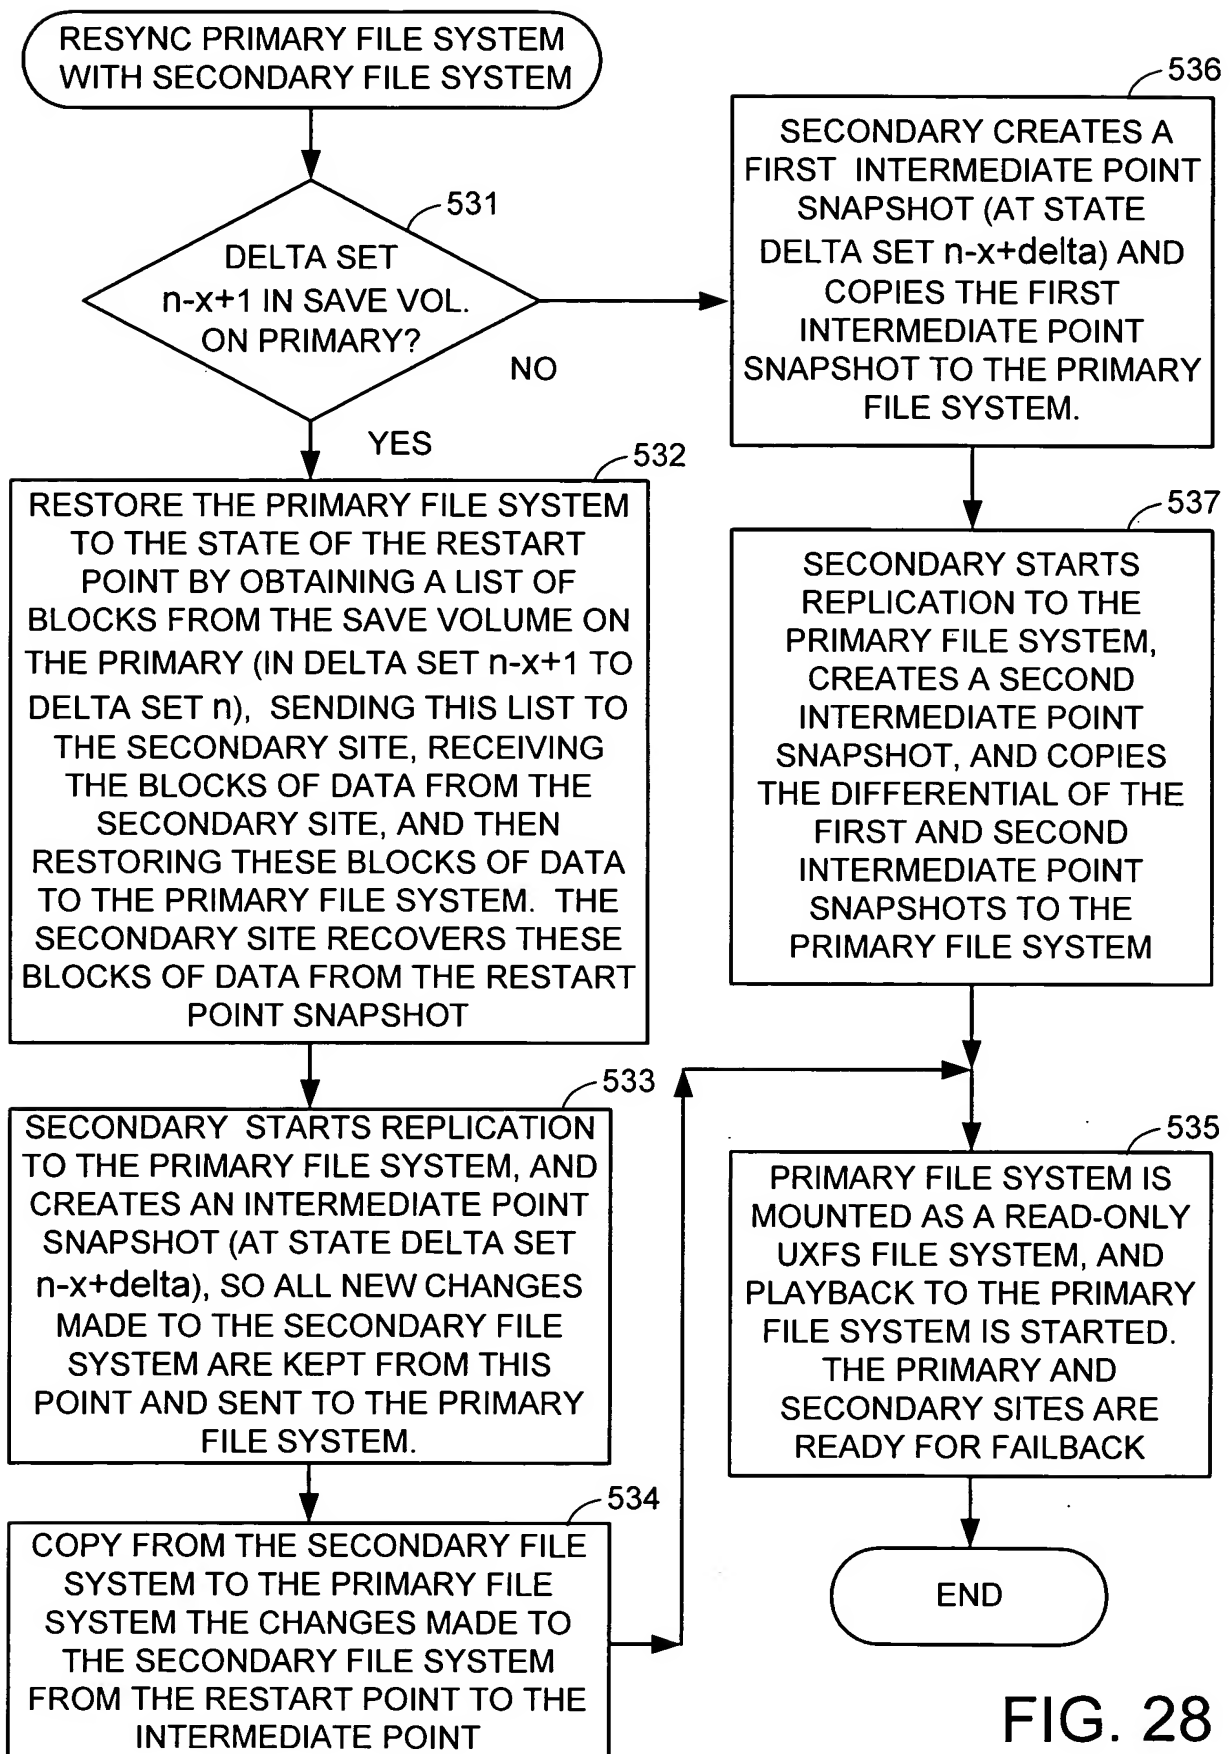 RESYNC PRIMARY FILE SYSTEM
WITH SECONDARY FILE SYSTEM
531
DELTA SET
n-x+1 IN SAVE VOL.
ON PRIMARY?
NO
YES
532
RESTORE THE PRIMARY FILE SYSTEM
TO THE STATE OF THE RESTART
POINT BY OBTAINING A LIST OF
BLOCKS FROM THE SAVE VOLUME ON
THE PRIMARY (IN DELTA SET n-x+1 TO
DELTA SET n), SENDING THIS LIST TO
THE SECONDARY SITE, RECEIVING
THE BLOCKS OF DATA FROM THE
SECONDARY SITE, AND THEN
RESTORING THESE BLOCKS OF DATA
TO THE PRIMARY FILE SYSTEM. THE
SECONDARY SITE RECOVERS THESE
BLOCKS OF DATA FROM THE RESTART
POINT SNAPSHOT
533
SECONDARY STARTS REPLICATION
TO THE PRIMARY FILE SYSTEM, AND
CREATES AN INTERMEDIATE POINT
SNAPSHOT (AT STATE DELTA SET
n-x+delta), SO ALL NEW CHANGES
MADE TO THE SECONDARY FILE
SYSTEM ARE KEPT FROM THIS
POINT AND SENT TO THE PRIMARY
FILE SYSTEM.
534
COPY FROM THE SECONDARY FILE
SYSTEM TO THE PRIMARY FILE
SYSTEM THE CHANGES MADE TO
THE SECONDARY FILE SYSTEM
FROM THE RESTART POINT TO THE
INTERMEDIATE POINT
536
SECONDARY CREATES A
FIRST INTERMEDIATE POINT
SNAPSHOT (AT STATE
DELTA SET n-x+delta) AND
COPIES THE FIRST
INTERMEDIATE POINT
SNAPSHOT TO THE PRIMARY
FILE SYSTEM.
537
SECONDARY STARTS
REPLICATION TO THE
PRIMARY FILE SYSTEM,
CREATES A SECOND
INTERMEDIATE POINT
SNAPSHOT, AND COPIES
THE DIFFERENTIAL OF THE
FIRST AND SECOND
INTERMEDIATE POINT
SNAPSHOTS TO THE
PRIMARY FILE SYSTEM
535
PRIMARY FILE SYSTEM IS
MOUNTED AS A READ-ONLY
UXFS FILE SYSTEM, AND
PLAYBACK TO THE PRIMARY
FILE SYSTEM IS STARTED.
THE PRIMARY AND
SECONDARY SITES ARE
READY FOR FAILBACK
END
FIG. 28